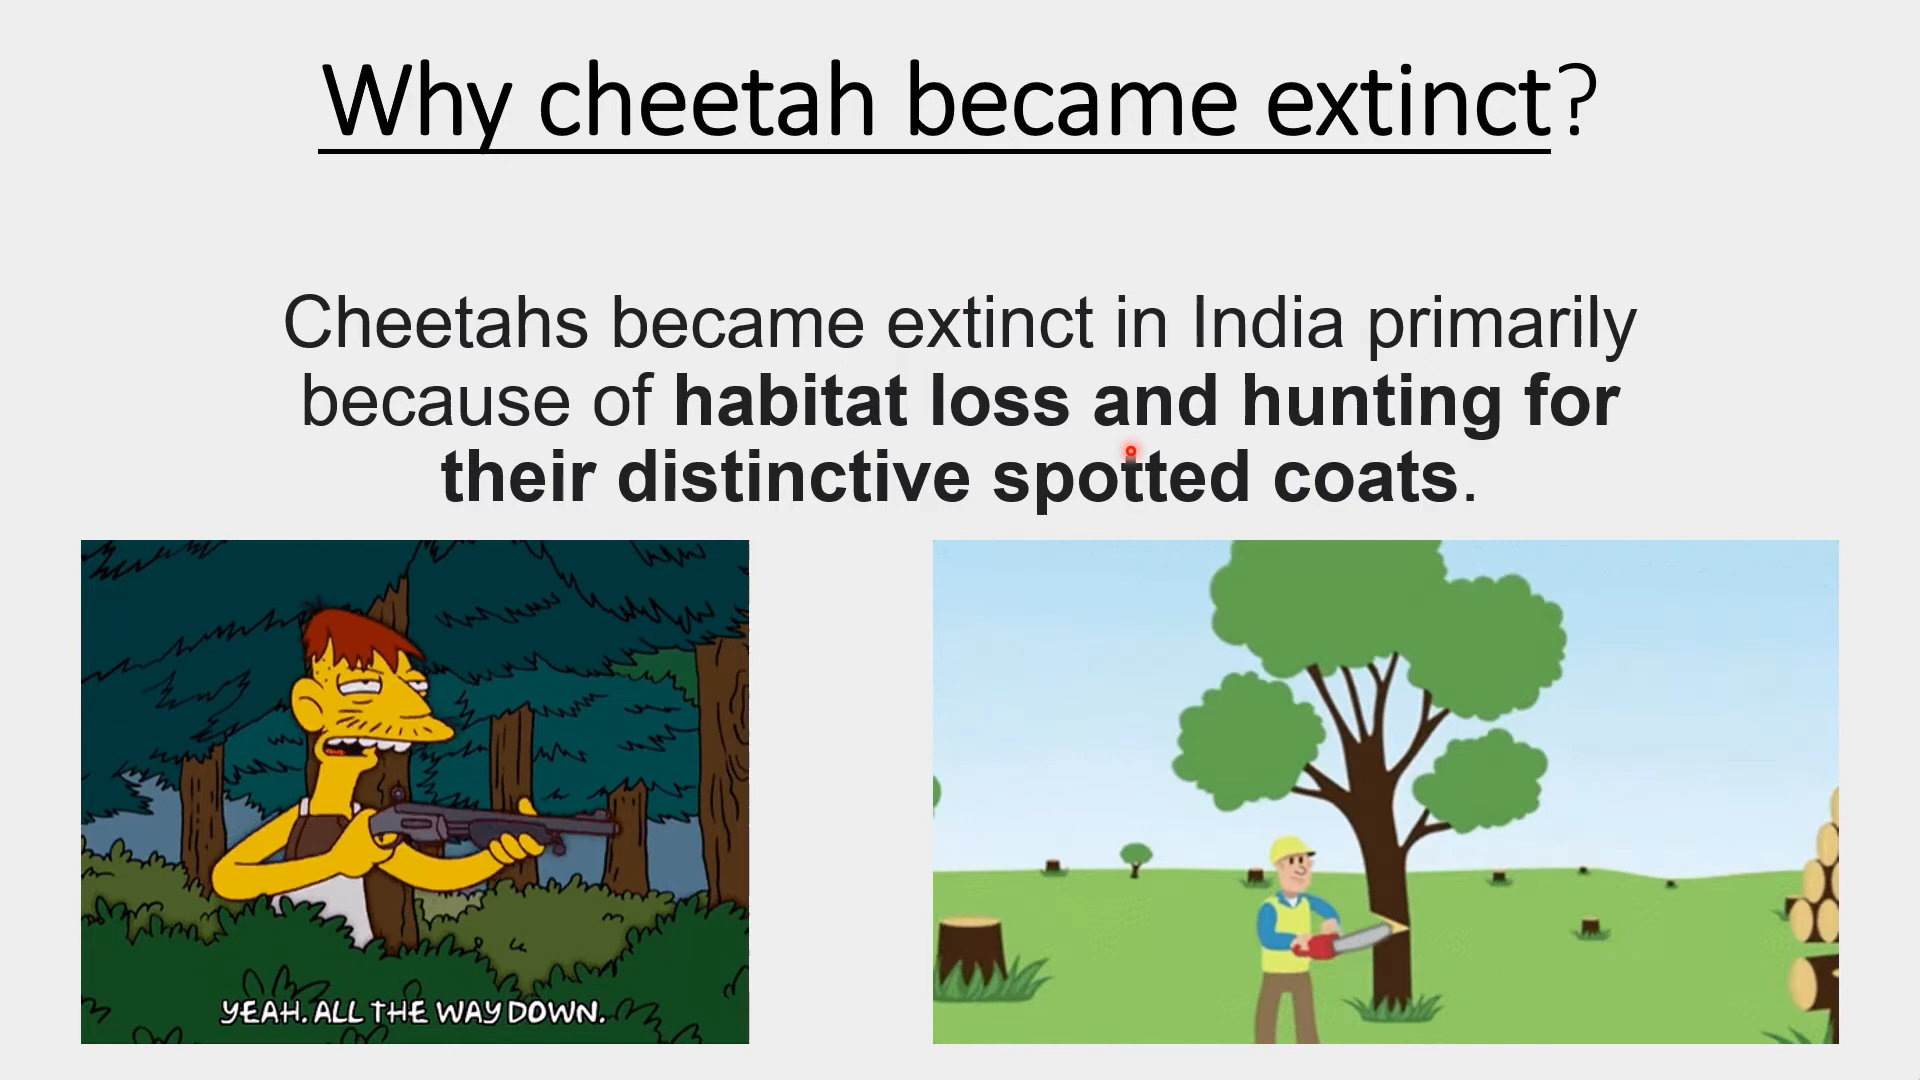 Why cheetah became extinct?
Cheetahs became extinct in India primarily
because of habitat loss and hunting for
their distinctive spotted coats.
YEAH. ALL THE WAY DOWN.